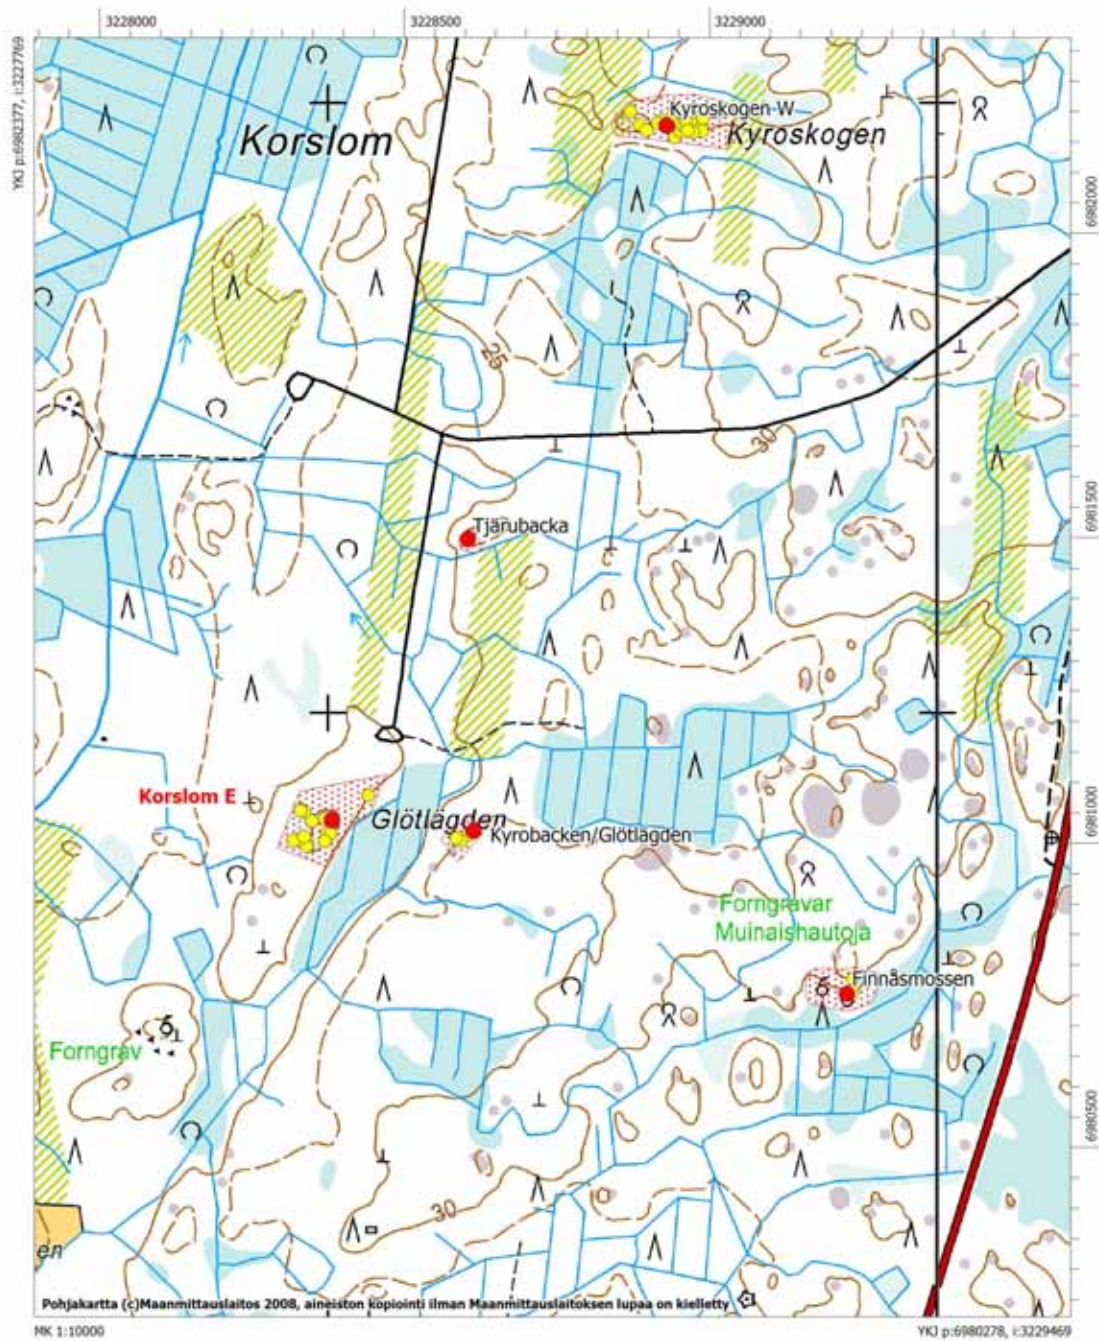 3228000
3228500
3229000
YKJ p:6982377, i:3227769
Kyroskogen W
Korslom
Kyroskogen
6982000
25
30
Tjärubacka
6981500
Korslom E
Glötlägden
Kyrobacken/Glötlägden
6981000
Forngravar
Muinaishautoja
Finnåsmossen
Forngrav
6980500
30
en
Pohjakartta (c)Maanmittauslaitos 2008, aineiston kopiointi ilman Maanmittauslaitoksen lupaa on kielletty
MK 1:10000
YKJ p:6980278, i:3229469